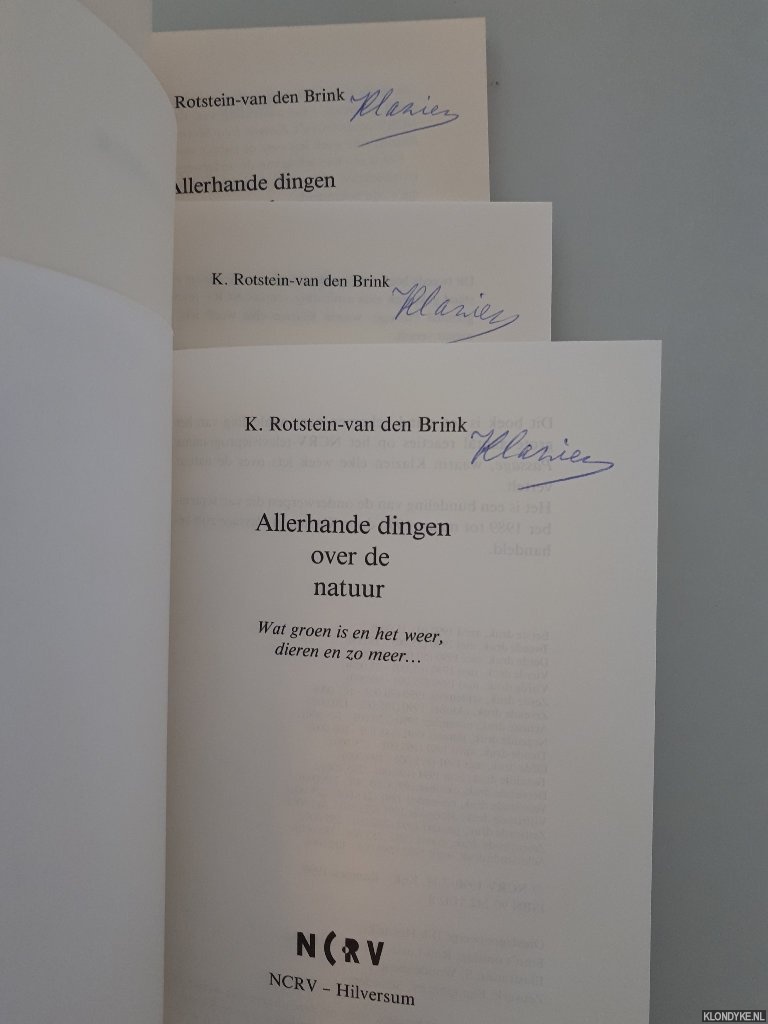 Rotstein-van den Brink Klazien
Allerhande dingen
K. Rotstein-van den Brink Klazien
K. Rotstein-van den Brink Klazien
Allerhande dingen
over de
natuur
Wat groen is en het weer,
dieren en zo meer...
NCRV
NCRV – Hilversum
KLONDYKE.NL